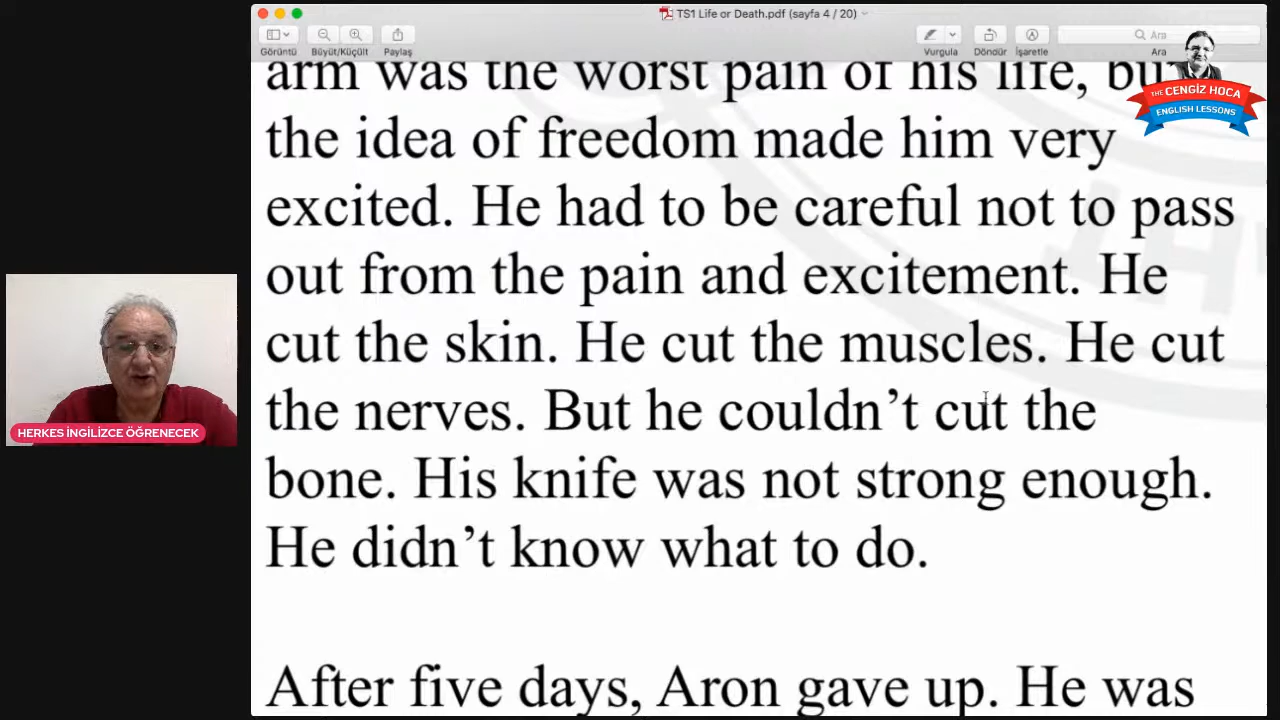 TS1 Life or Death.pdf (sayfa 4 / 20)
Görüntü
Büyüt/Küçült
Paylaş
Vurgula
Döndür
İşaretle
Ara
Ara
THE CENGİZ HOCA
ENGLISH LESSONS
arm was the worst pain of his life, but
the idea of freedom made him very
excited. He had to be careful not to pass
out from the pain and excitement. He
cut the skin. He cut the muscles. He cut
the nerves. But he couldn’t cut the
bone. His knife was not strong enough.
He didn’t know what to do.
After five days, Aron gave up. He was
HERKES İNGİLİZCE ÖĞRENECEK